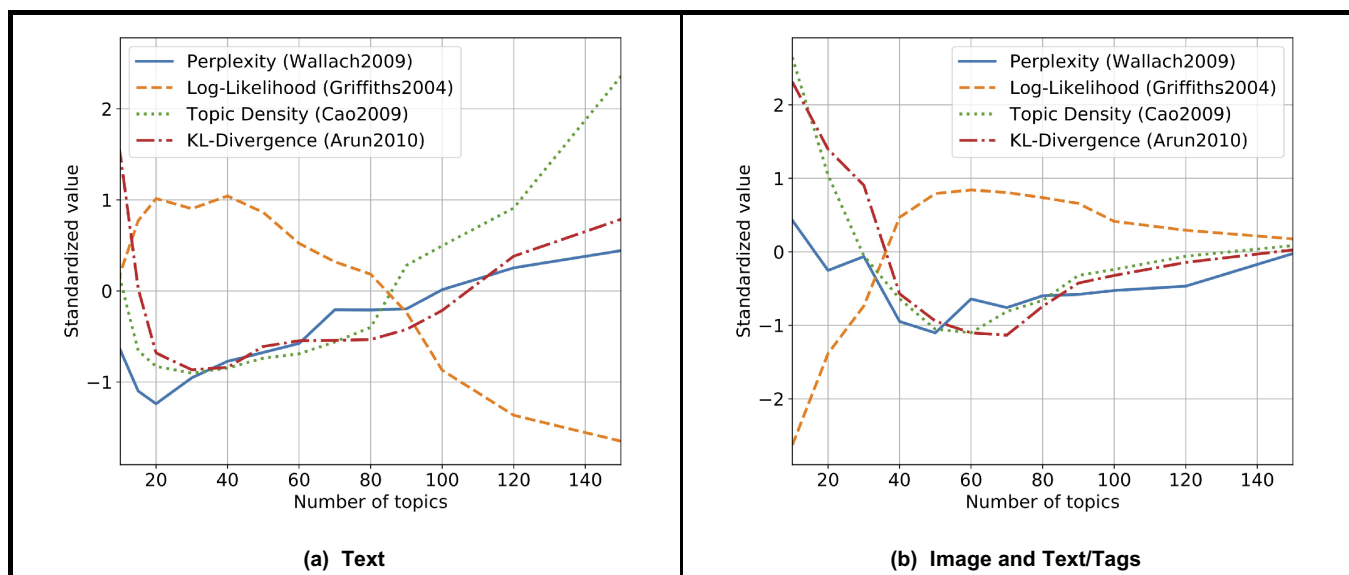 Perplexity (Wallach2009)
Log-Likelihood (Griffiths2004)
Topic Density (Cao2009)
KL-Divergence (Arun2010)
Standardized value
2
1
0
−1
20 40 60 80 100 120 140
Number of topics
(a) Text
Perplexity (Wallach2009)
Log-Likelihood (Griffiths2004)
Topic Density (Cao2009)
KL-Divergence (Arun2010)
Standardized value
2
1
0
−1
−2
20 40 60 80 100 120 140
Number of topics
(b) Image and Text/Tags